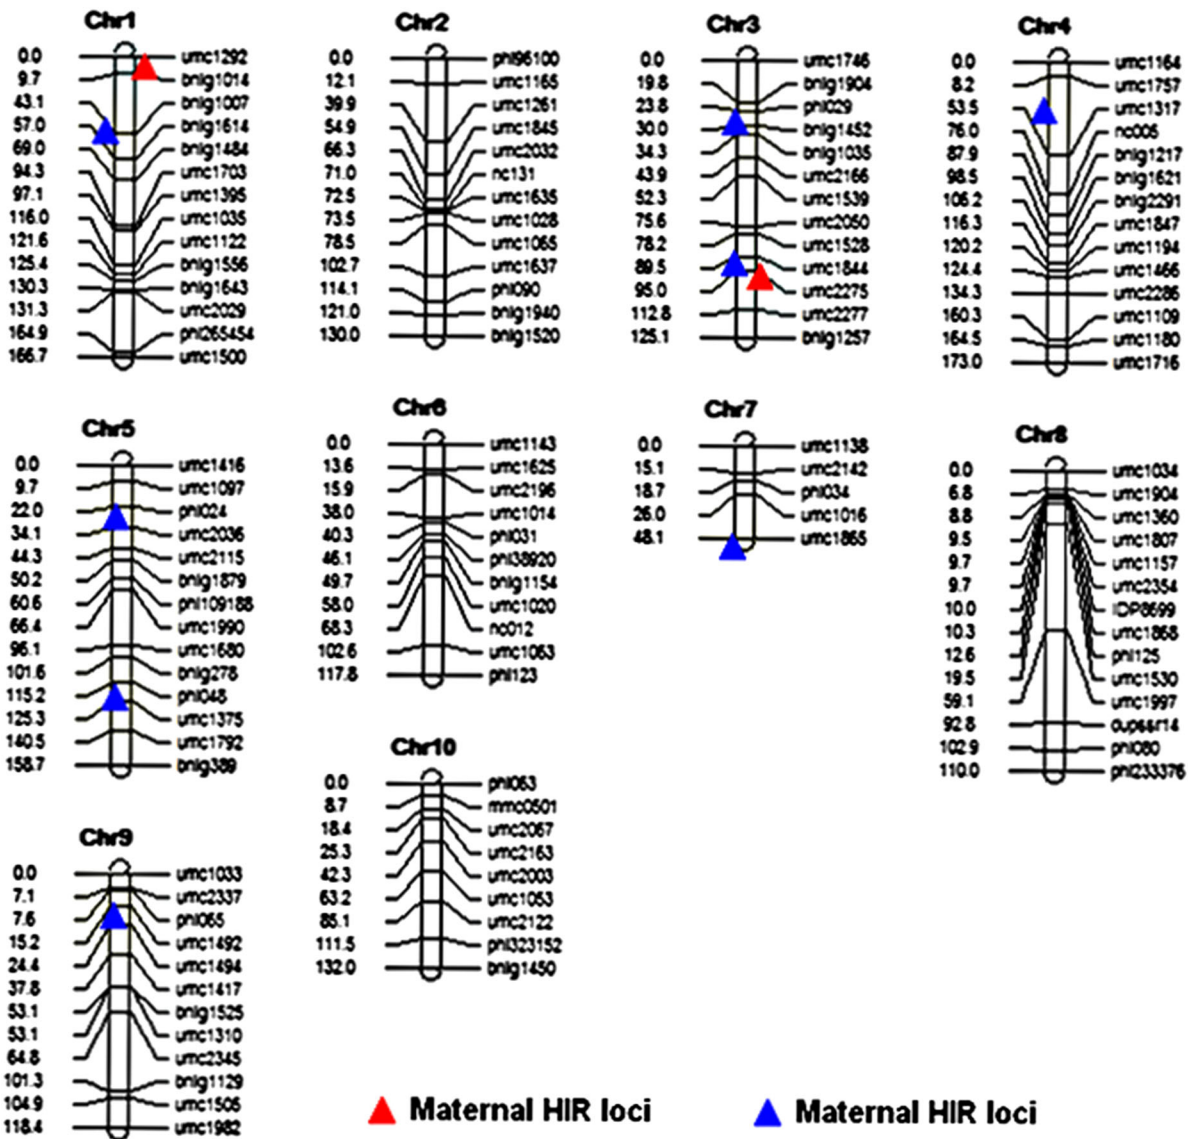 Chr1
0.0 umc1292
9.7 bnlg1014
43.1 bnlg1007
57.0 bnlg1614
69.0 bnlg1484
94.3 umc1703
97.1 umc1395
116.0 umc1035
121.6 umc1122
125.4 bnlg1556
130.3 bnlg1643
131.3 umc2029
164.9 phi265454
166.7 umc1500
Chr2
0.0 phi96100
12.1 umc1165
39.9 umc1261
54.9 umc1845
66.3 umc2032
71.0 nc131
72.5 umc1635
73.5 umc1028
78.5 umc1065
102.7 umc1637
114.1 phi090
121.0 bnlg1940
130.0 bnlg1520
Chr3
0.0 umc1746
19.8 bnlg1904
23.8 phi029
30.0 bnlg1452
34.3 bnlg1035
43.9 umc2166
52.3 umc1539
75.6 umc2050
78.2 umc1528
89.5 umc1844
95.0 umc2275
112.8 umc2277
125.1 bnlg1257
Chr4
0.0 umc1164
8.2 umc1757
53.5 umc1317
76.0 nc005
87.9 bnlg1217
98.5 bnlg1621
106.2 bnlg2291
116.3 umc1847
120.2 umc1194
124.4 umc1466
134.3 umc2286
160.3 umc1109
164.5 umc1180
173.0 umc1716
Chr5
0.0 umc1416
9.7 umc1097
22.0 phi024
34.1 umc2036
44.3 umc2115
50.2 bnlg1879
60.6 phi109188
66.4 umc1990
96.1 umc1680
101.6 bnlg278
115.2 phi048
125.3 umc1375
140.5 umc1792
158.7 bnlg389
Chr6
0.0 umc1143
13.6 umc1625
15.9 umc2196
38.0 umc1014
40.3 phi031
46.1 phi38920
49.7 bnlg1154
58.0 umc1020
68.3 nc012
102.6 umc1063
117.8 phi123
Chr7
0.0 umc1138
15.1 umc2142
18.7 phi034
26.0 umc1016
48.1 umc1865
Chr8
0.0 umc1034
6.8 umc1904
8.8 umc1360
9.5 umc1807
9.7 umc1157
9.7 umc2354
10.0 IDP8699
10.3 umc1868
12.6 phi125
19.5 umc1530
59.1 umc1997
92.8 dupssr14
102.9 phi080
110.0 phi233376
Chr9
0.0 umc1033
7.1 umc2337
7.6 phi065
15.2 umc1492
24.4 umc1494
37.8 umc1417
53.1 bnlg1525
53.1 umc1310
64.8 umc2345
101.3 bnlg1129
104.9 umc1505
118.4 umc1982
Chr10
0.0 phi063
8.7 mmc0501
18.4 umc2067
25.3 umc2163
42.3 umc2003
63.2 umc1053
85.1 umc2122
111.5 phi323152
132.0 bnlg1450
Maternal HIR loci
Maternal HIR loci